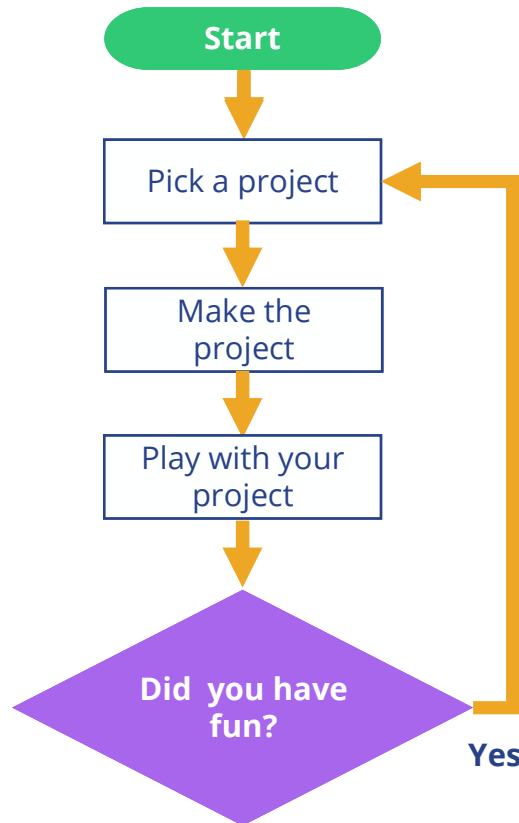 Start
Pick a project
Make the
project
Play with your
project
Did  you have
fun?
Yes